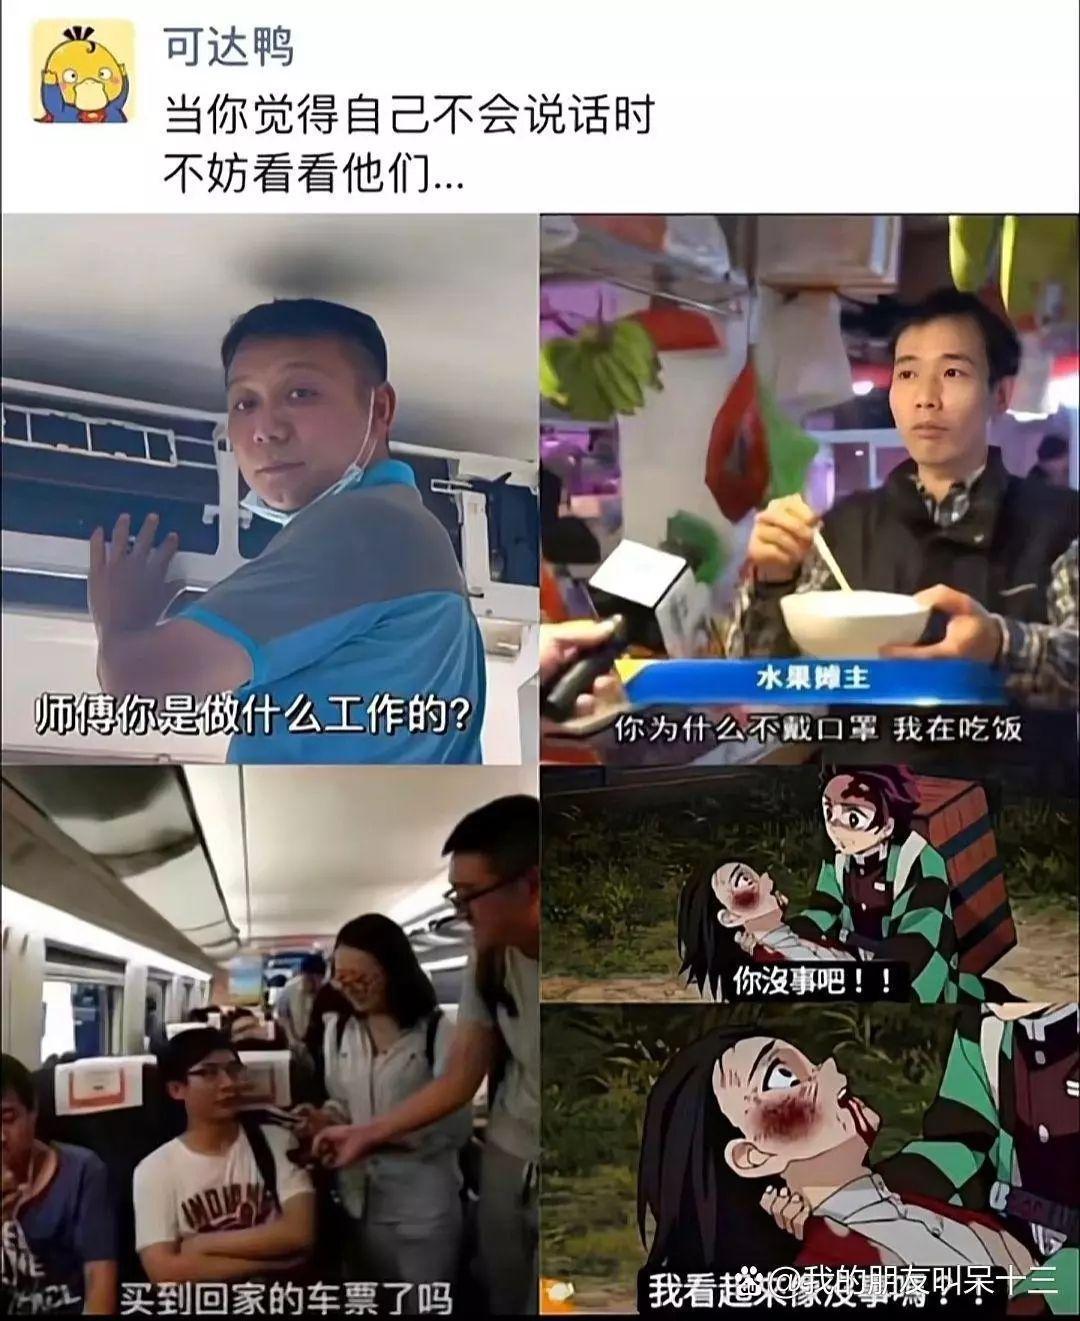 可达鸭
当你觉得自己不会说话时
不妨看看他们...
师傅你是做什么工作的?
水果摊主
你为什么不戴口罩 我在吃饭
买到回家的车票了吗
INDIANS
你沒事吧！！
我看起来像没事嗎？！
@我的朋友叫呆十三